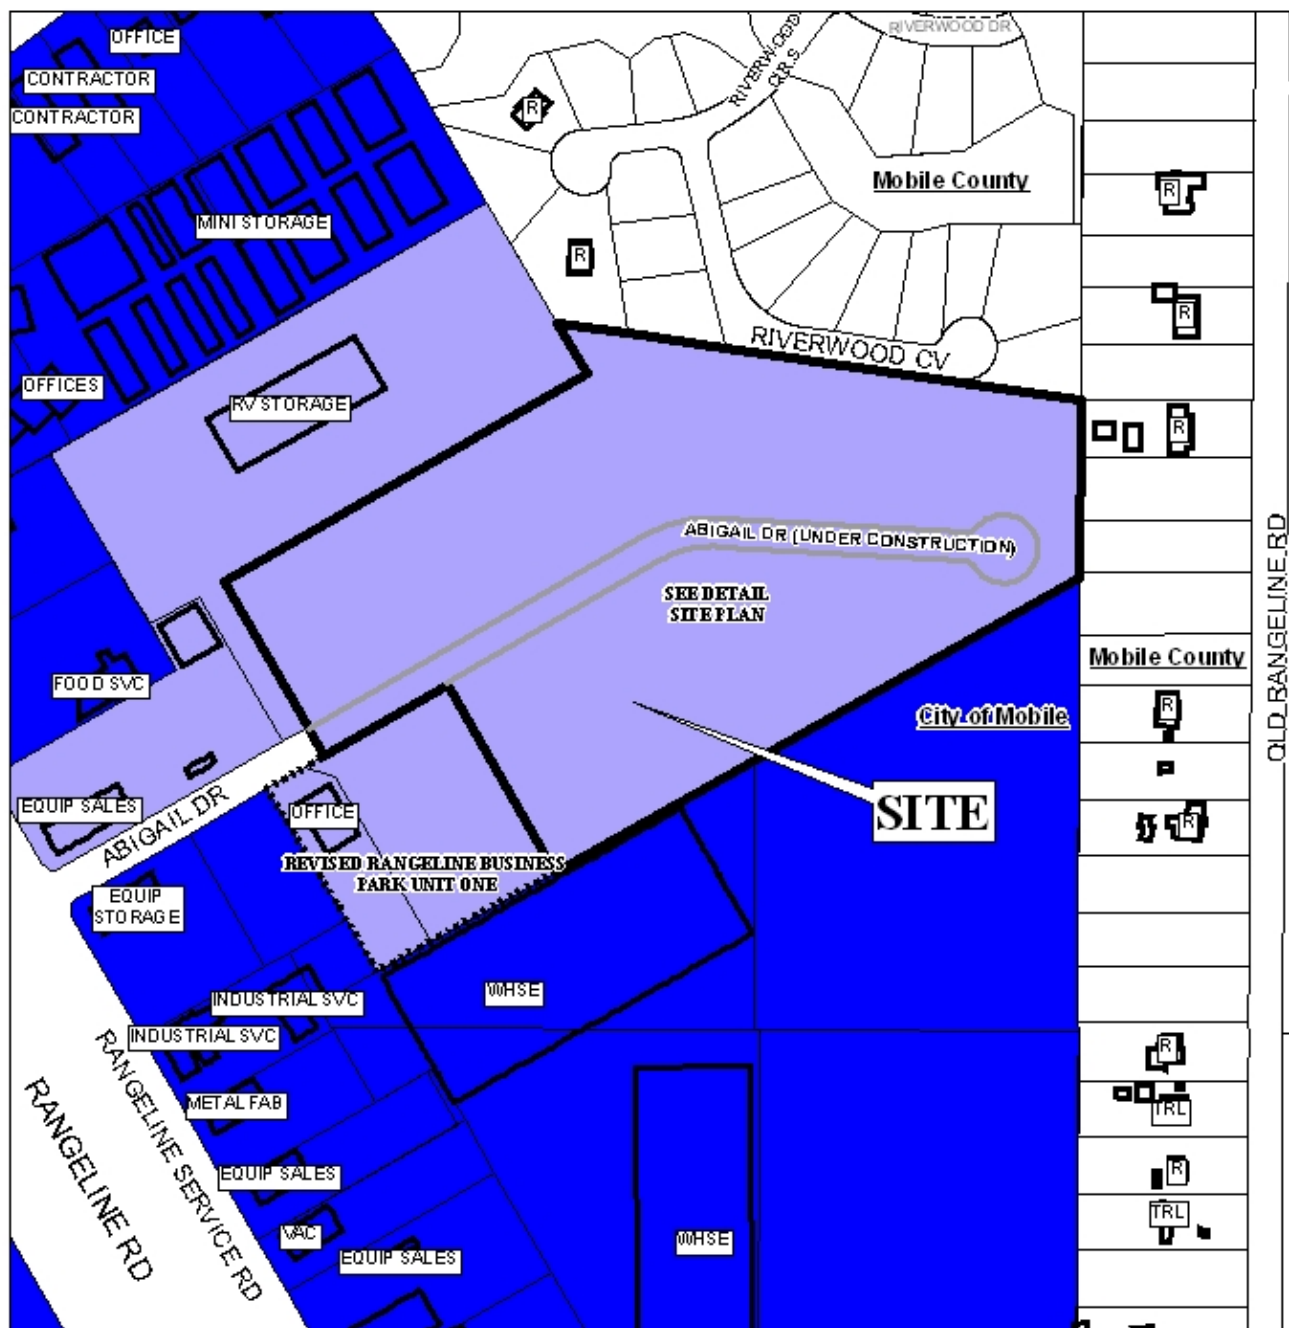 OFFICE
RIVERWOOD DR
CONTRACTOR
CONTRACTOR
RIVERWOOD
CIR S
R
Mobile County
R
MINI STORAGE
R
R
RIVERWOOD CV
OFFICES
RV STORAGE
R
ABIGAIL DR (UNDER CONSTRUCTION)
SEE DETAIL
SITE PLAN
OLD RANGELINE RD
Mobile County
FOOD SVC
City of Mobile
R
EQUIP SALES
ABIGAIL DR
OFFICE
SITE
R
REVISED RANGELINE BUSINESS
PARK UNIT ONE
EQUIP
STORAGE
WHSE
INDUSTRIAL SVC
INDUSTRIAL SVC
R
METAL FAB
TRL
RANGELINE RD
RANGELINE SERVICE RD
EQUIP SALES
R
TRL
VAC
WHSE
EQUIP SALES